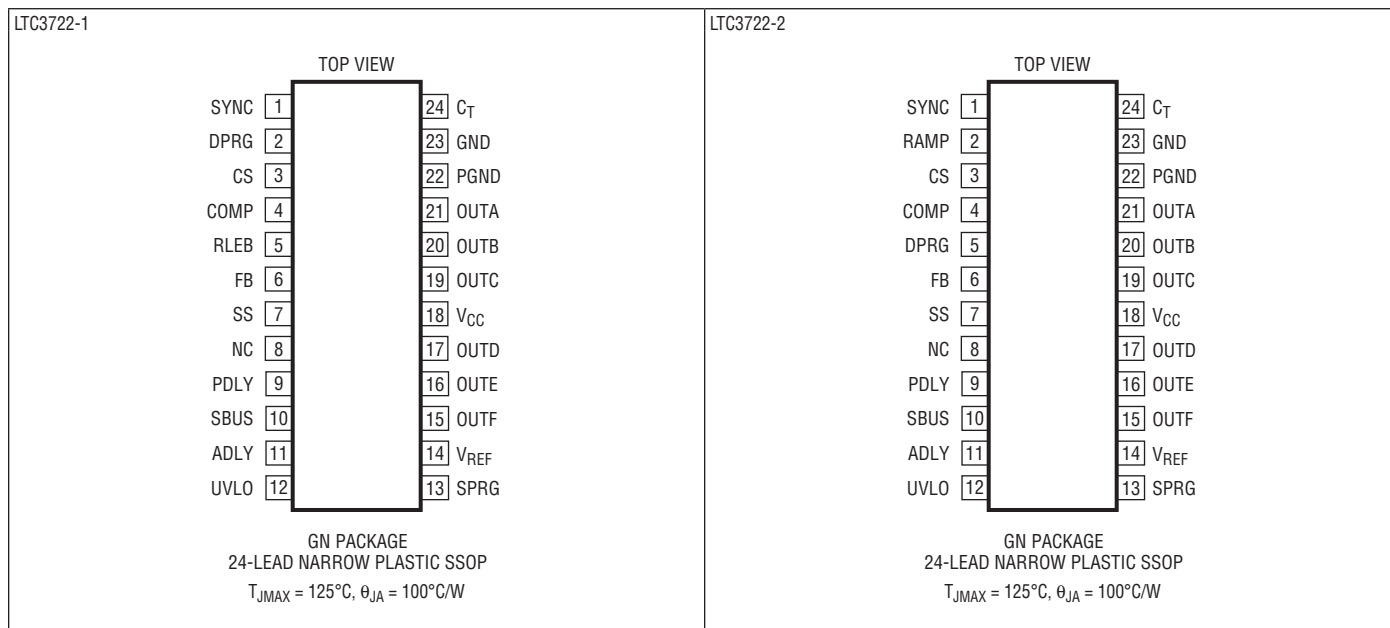 LTC3722-1
TOP VIEW
SYNC 1 24 CT
DPRG 2 23 GND
CS 3 22 PGND
COMP 4 21 OUTA
RLEB 5 20 OUTB
FB 6 19 OUTC
SS 7 18 VCC
NC 8 17 OUTD
PDLY 9 16 OUTE
SBUS 10 15 OUTF
ADLY 11 14 VREF
UVLO 12 13 SPRG
GN PACKAGE
24-LEAD NARROW PLASTIC SSOP
TJMAX = 125°C, θJA = 100°C/W
LTC3722-2
TOP VIEW
SYNC 1 24 CT
RAMP 2 23 GND
CS 3 22 PGND
COMP 4 21 OUTA
DPRG 5 20 OUTB
FB 6 19 OUTC
SS 7 18 VCC
NC 8 17 OUTD
PDLY 9 16 OUTE
SBUS 10 15 OUTF
ADLY 11 14 VREF
UVLO 12 13 SPRG
GN PACKAGE
24-LEAD NARROW PLASTIC SSOP
TJMAX = 125°C, θJA = 100°C/W